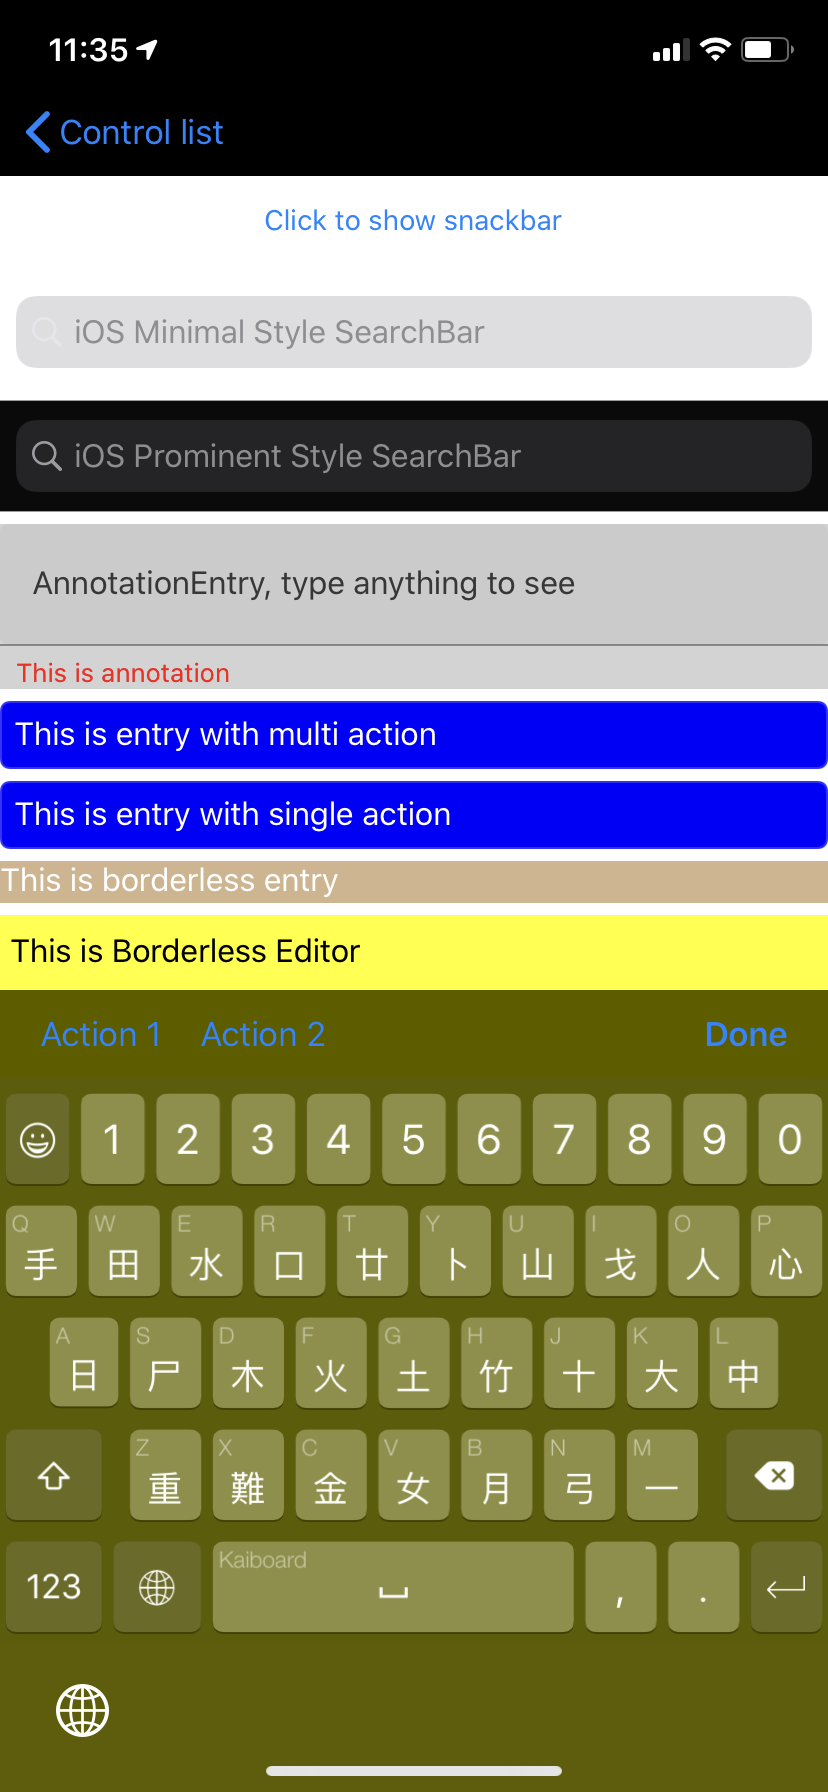 11:35
Control list
Click to show snackbar
iOS Minimal Style SearchBar
iOS Prominent Style SearchBar
AnnotationEntry, type anything to see
This is annotation
This is entry with multi action
This is entry with single action
This is borderless entry
This is Borderless Editor
Action 1 Action 2 Done
1 2 3 4 5 6 7 8 9 0
Q W E R T Y U I O P
手 田 水 口 廿 卜 山 戈 人 心
A S D F G H J K L
日 尸 木 火 土 竹 十 大 中
Z X C V B N M
重 難 金 女 月 弓 一
Kaiboard
123 , .